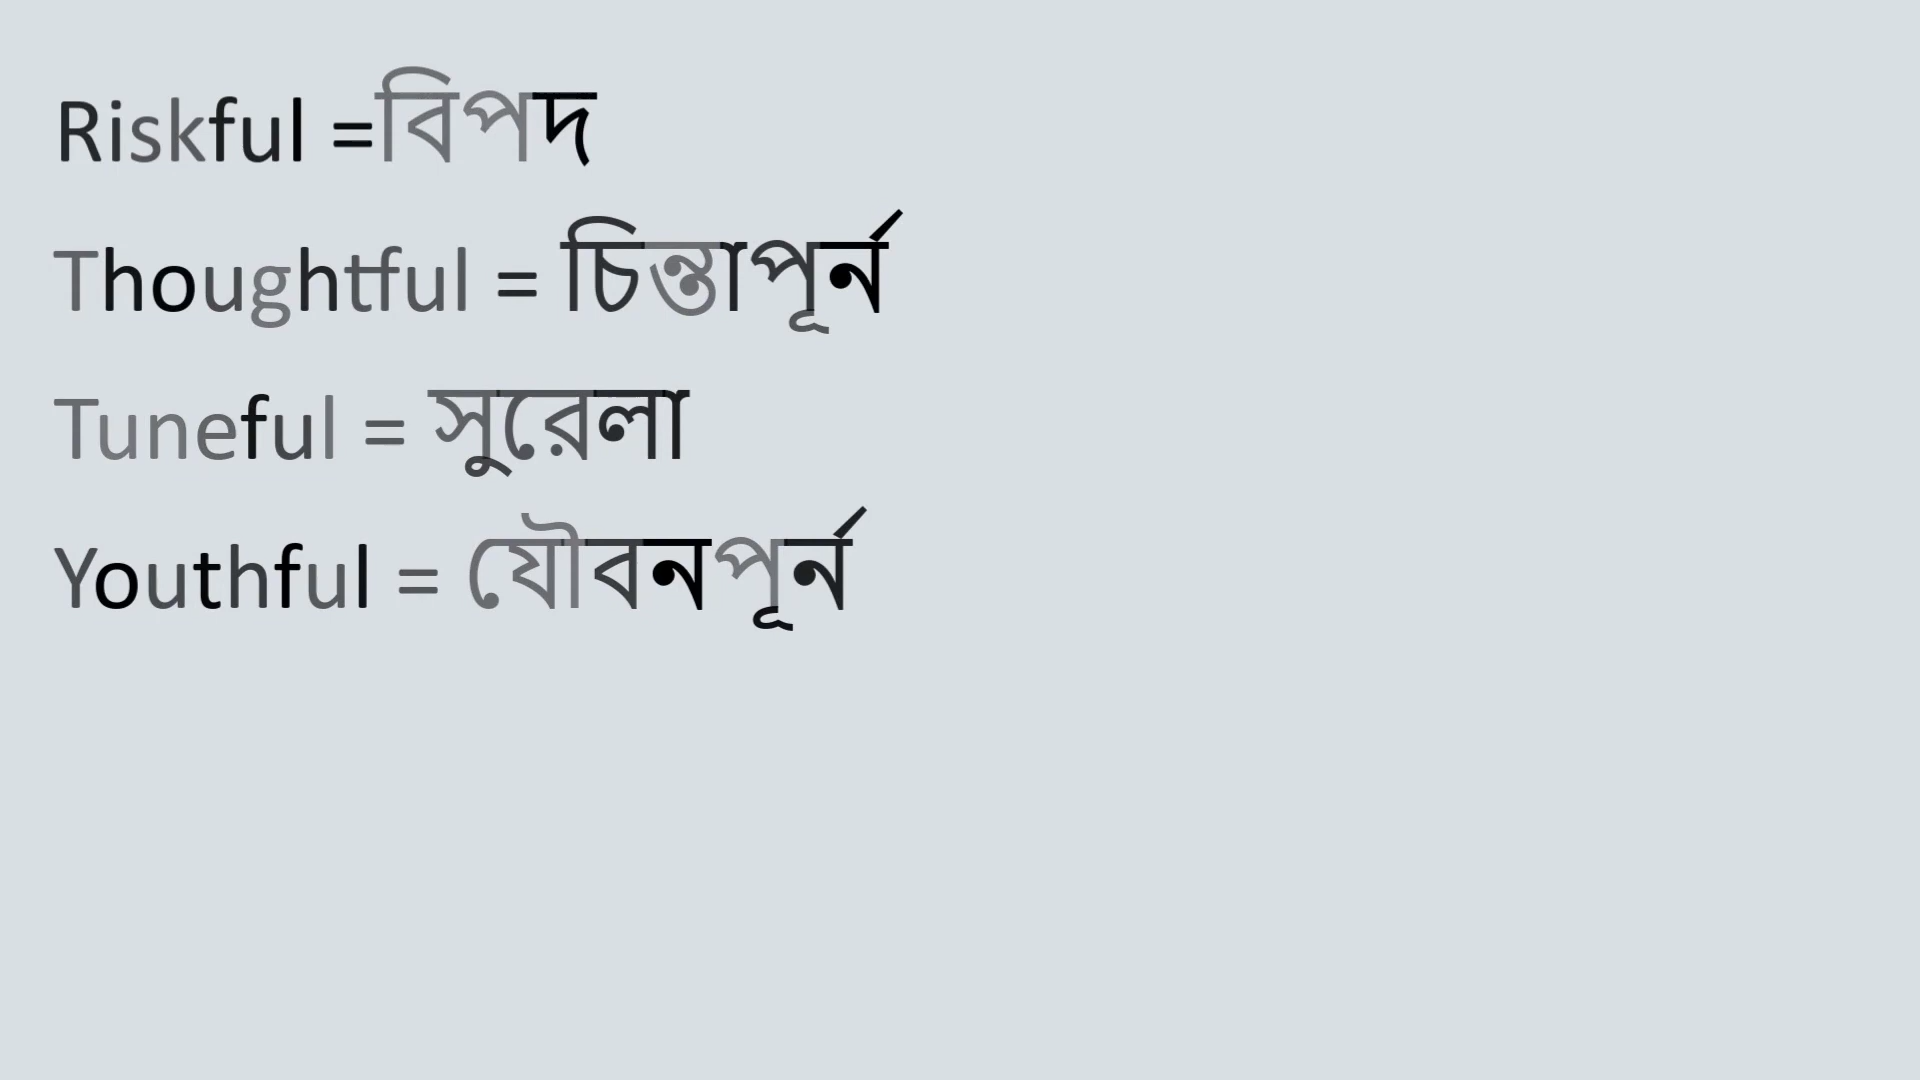 Riskful =বিপদ
Thoughtful = চিন্তাপূর্ন
Tuneful = সুরেলা
Youthful = যৌবনপূর্ন